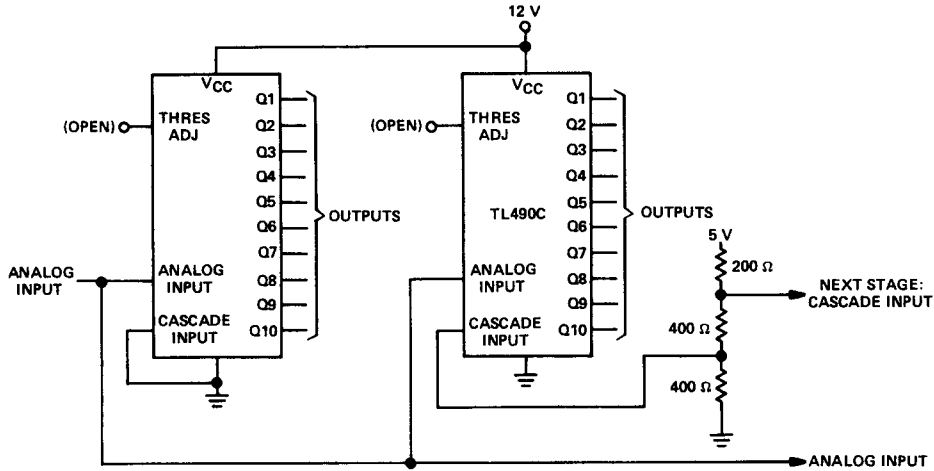 12 V
VCC
Q1
Q2
Q3
Q4
Q5
Q6
Q7
Q8
Q9
Q10
(OPEN)
THRES
ADJ
OUTPUTS
ANALOG
INPUT
ANALOG
INPUT
CASCADE
INPUT
VCC
Q1
Q2
Q3
Q4
Q5
Q6
Q7
Q8
Q9
Q10
(OPEN)
THRES
ADJ
TL490C
OUTPUTS
ANALOG
INPUT
CASCADE
INPUT
5 V
200 Ω
NEXT STAGE:
CASCADE INPUT
400 Ω
400 Ω
ANALOG INPUT